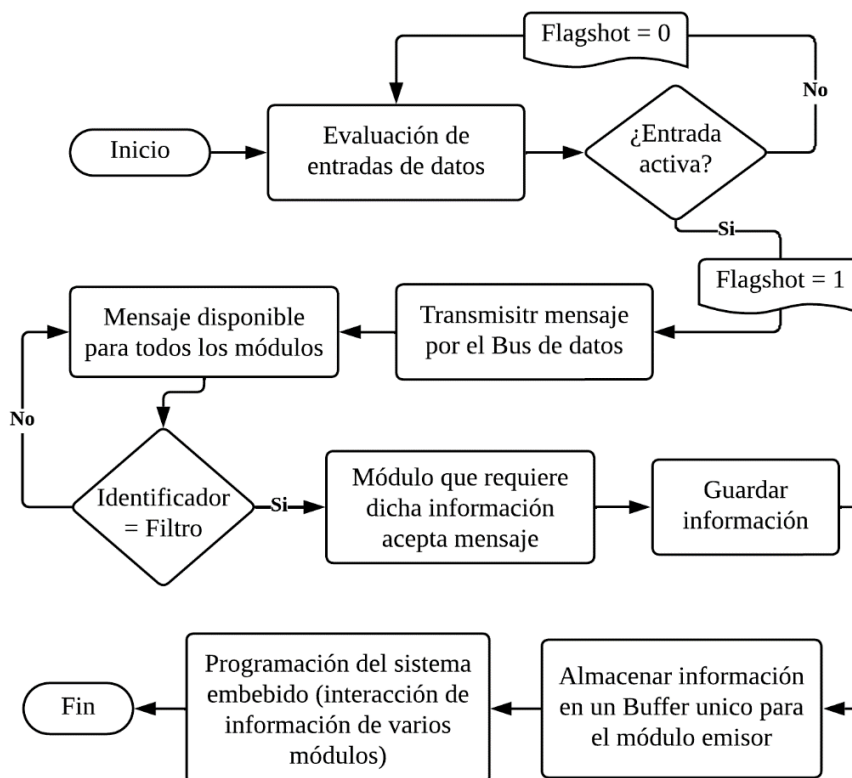 Flagshot = 0
No
Inicio
Evaluación de
entradas de datos
¿Entrada
activa?
Si
Flagshot = 1
Transmisitr mensaje
por el Bus de datos
Mensaje disponible
para todos los módulos
No
Identificador
= Filtro
Si
Módulo que requiere
dicha información
acepta mensaje
Guardar
información
Almacenar información
en un Buffer unico para
el módulo emisor
Programación del sistema
embebido (interacción de
información de varios
módulos)
Fin